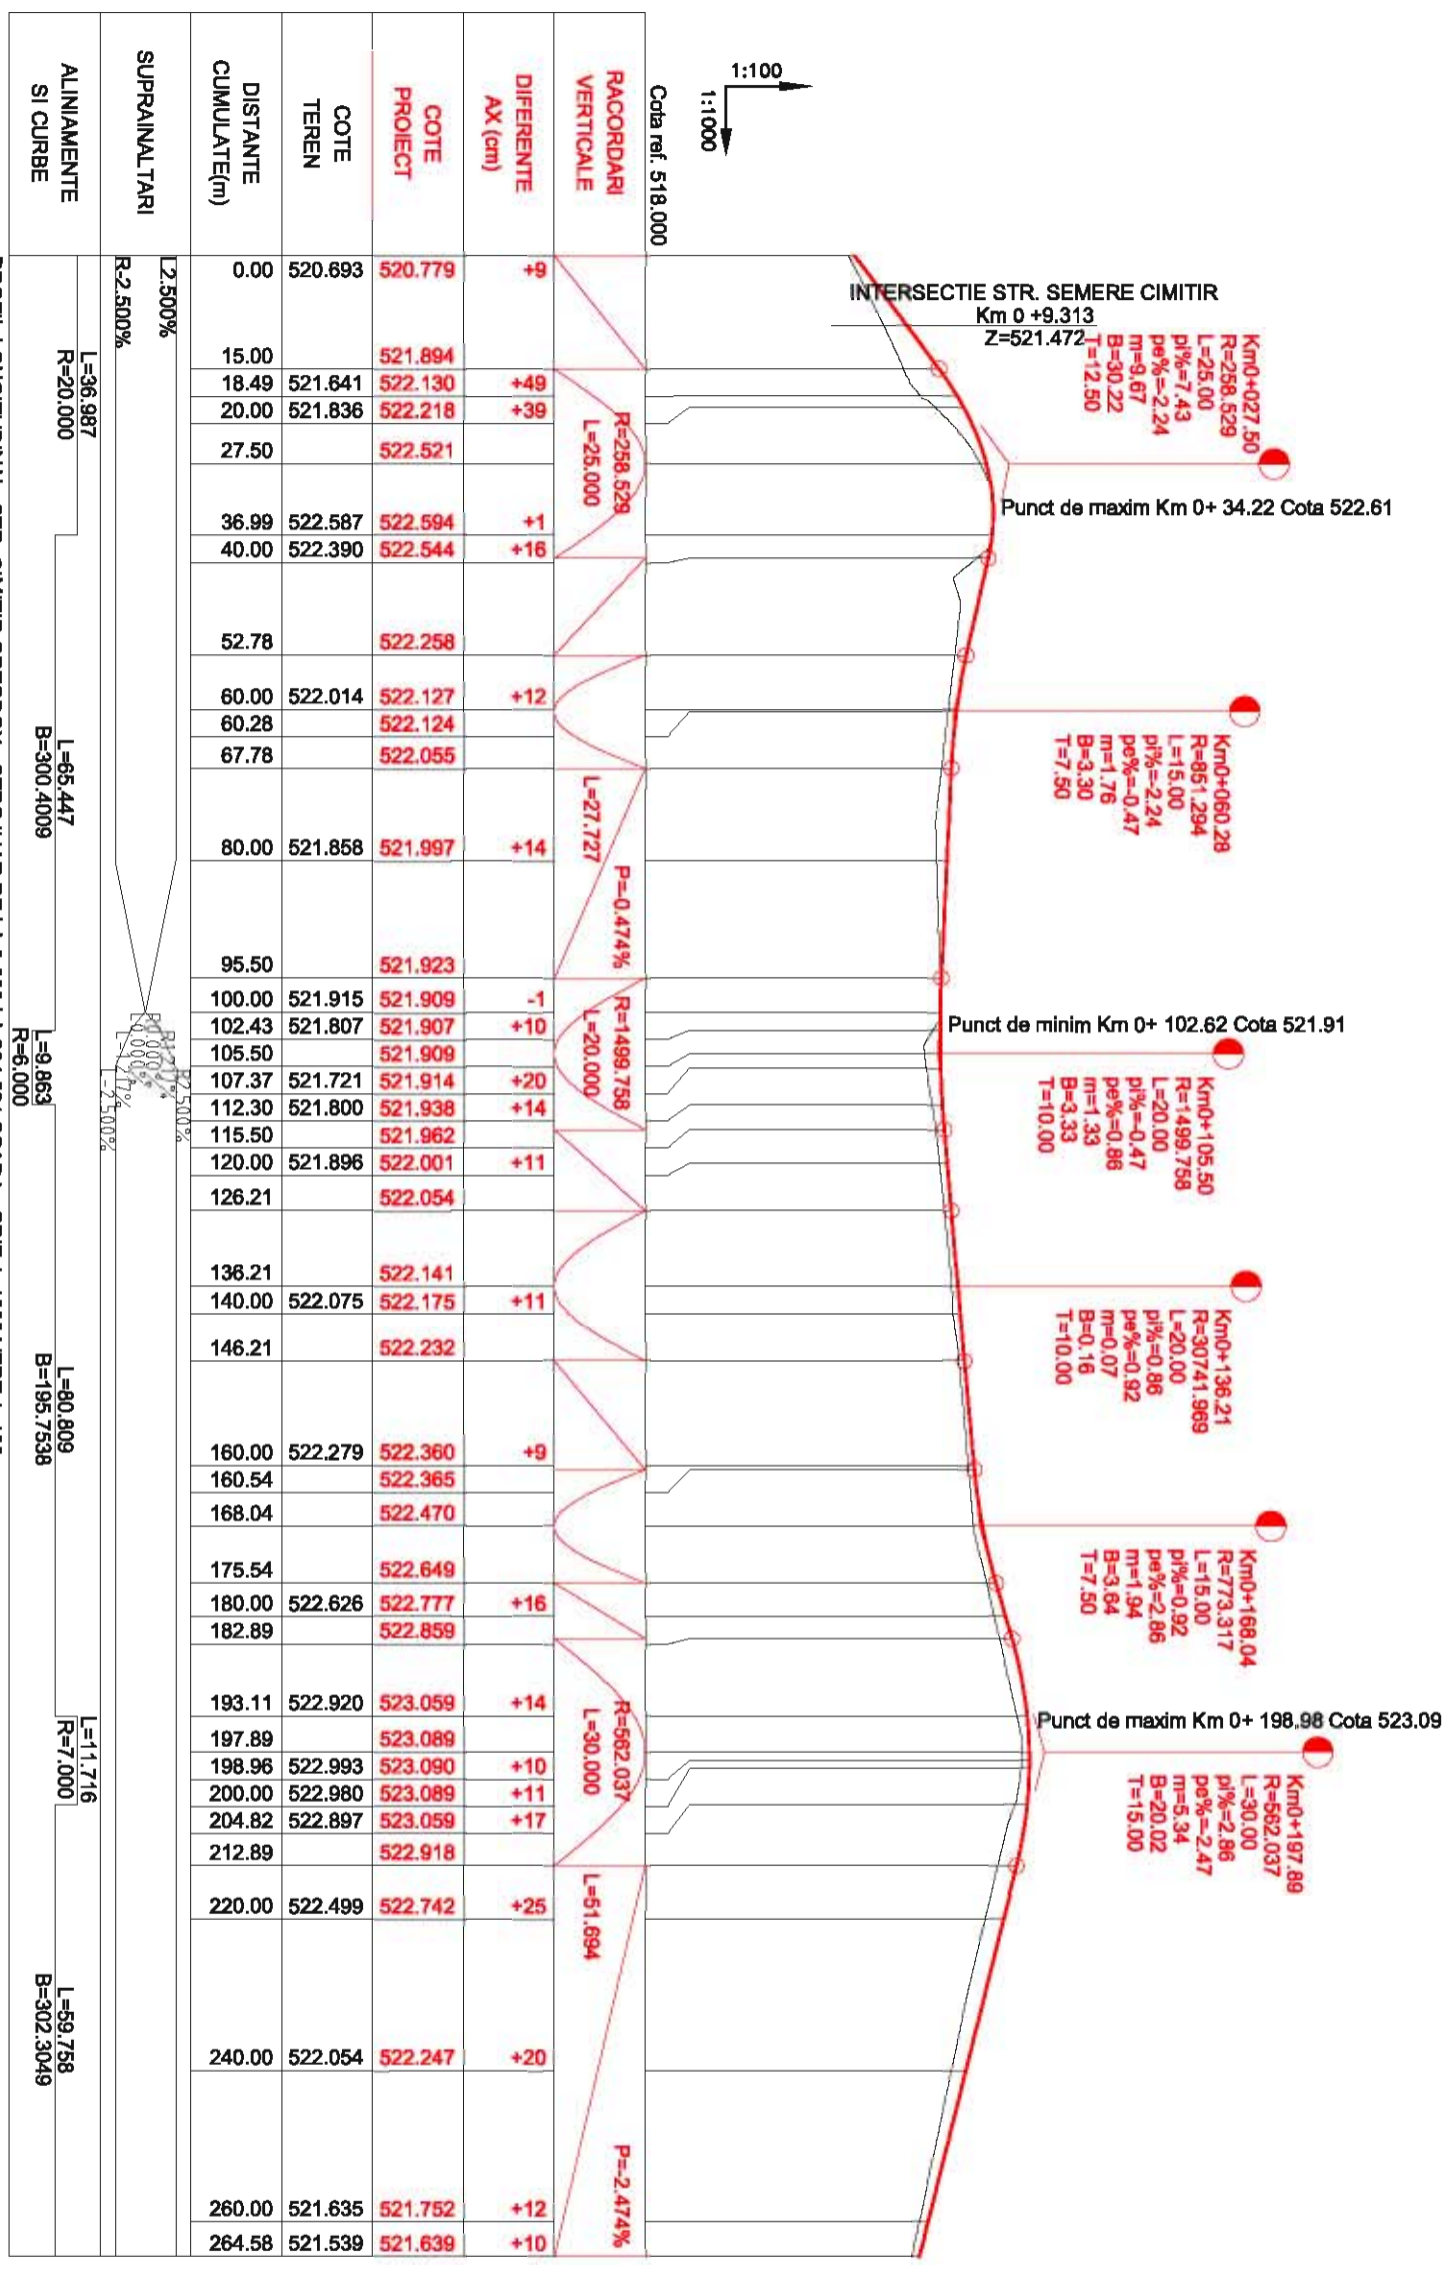 1:100
1:1000
Cota ref. 518.000
INTERSECTIE STR. SEMERE CIMITIR
Km 0 +9.313
Z=521.472
Km0+027.50
R=258.529
L=25.00
pi%=7.43
pe%=-2.24
m=9.67
B=30.22
T=12.50
Punct de maxim Km 0+ 34.22 Cota 522.61
Km0+060.28
R=851.294
L=15.00
pi%=-2.24
pe%=-0.47
m=1.76
B=3.30
T=7.50
Punct de minim Km 0+ 102.62 Cota 521.91
Km0+105.50
R=1499.758
L=20.00
pi%=-0.47
pe%=0.86
m=1.33
B=3.33
T=10.00
Km0+136.21
R=30741.969
L=20.00
pi%=0.86
pe%=0.92
m=0.07
B=0.16
T=10.00
Km0+168.04
R=773.317
L=15.00
pi%=0.92
pe%=2.86
m=1.94
B=3.64
T=7.50
Punct de maxim Km 0+ 198.98 Cota 523.09
Km0+197.89
R=562.037
L=30.00
pi%=2.86
pe%=-2.47
m=5.34
B=20.02
T=15.00
RACORDARI
VERTICALE
R=258.529
L=25.000
L=27.727
P=-0.474%
R=1499.758
L=20.000
R=562.037
L=30.000
L=51.694
P=-2.474%
DIFERENTE
AX (cm)
+9
+49
+39
+1
+16
+12
+14
-1
+10
+20
+14
+11
+11
+9
+16
+14
+10
+11
+17
+25
+20
+12
+10
COTE
PROIECT
520.779
521.894
522.130
522.218
522.521
522.594
522.544
522.258
522.127
522.124
522.055
521.997
521.923
521.909
521.907
521.909
521.914
521.938
521.962
522.001
522.054
522.141
522.175
522.232
522.360
522.365
522.470
522.649
522.777
522.859
523.059
523.089
523.090
523.089
523.059
522.918
522.742
522.247
521.752
521.639
COTE
TEREN
520.693
521.641
521.836
522.587
522.390
522.014
521.858
521.915
521.807
521.721
521.800
521.896
522.075
522.279
522.626
522.920
522.993
522.980
522.897
522.499
522.054
521.635
521.539
DISTANTE
CUMULATE(m)
0.00
15.00
18.49
20.00
27.50
36.99
40.00
52.78
60.00
60.28
67.78
80.00
95.50
100.00
102.43
105.50
107.37
112.30
115.50
120.00
126.21
136.21
140.00
146.21
160.00
160.54
168.04
175.54
180.00
182.89
193.11
197.89
198.96
200.00
204.82
212.89
220.00
240.00
260.00
264.58
SUPRAINALTARI
L2.500%
R-2.500%
R2.500%
L-2.500%
ALINIAMENTE
SI CURBE
L=36.987
R=20.000
L=65.447
B=300.4009
L=9.863
R=6.000
L=80.809
B=195.7538
L=11.716
R=7.000
L=59.758
B=302.3049